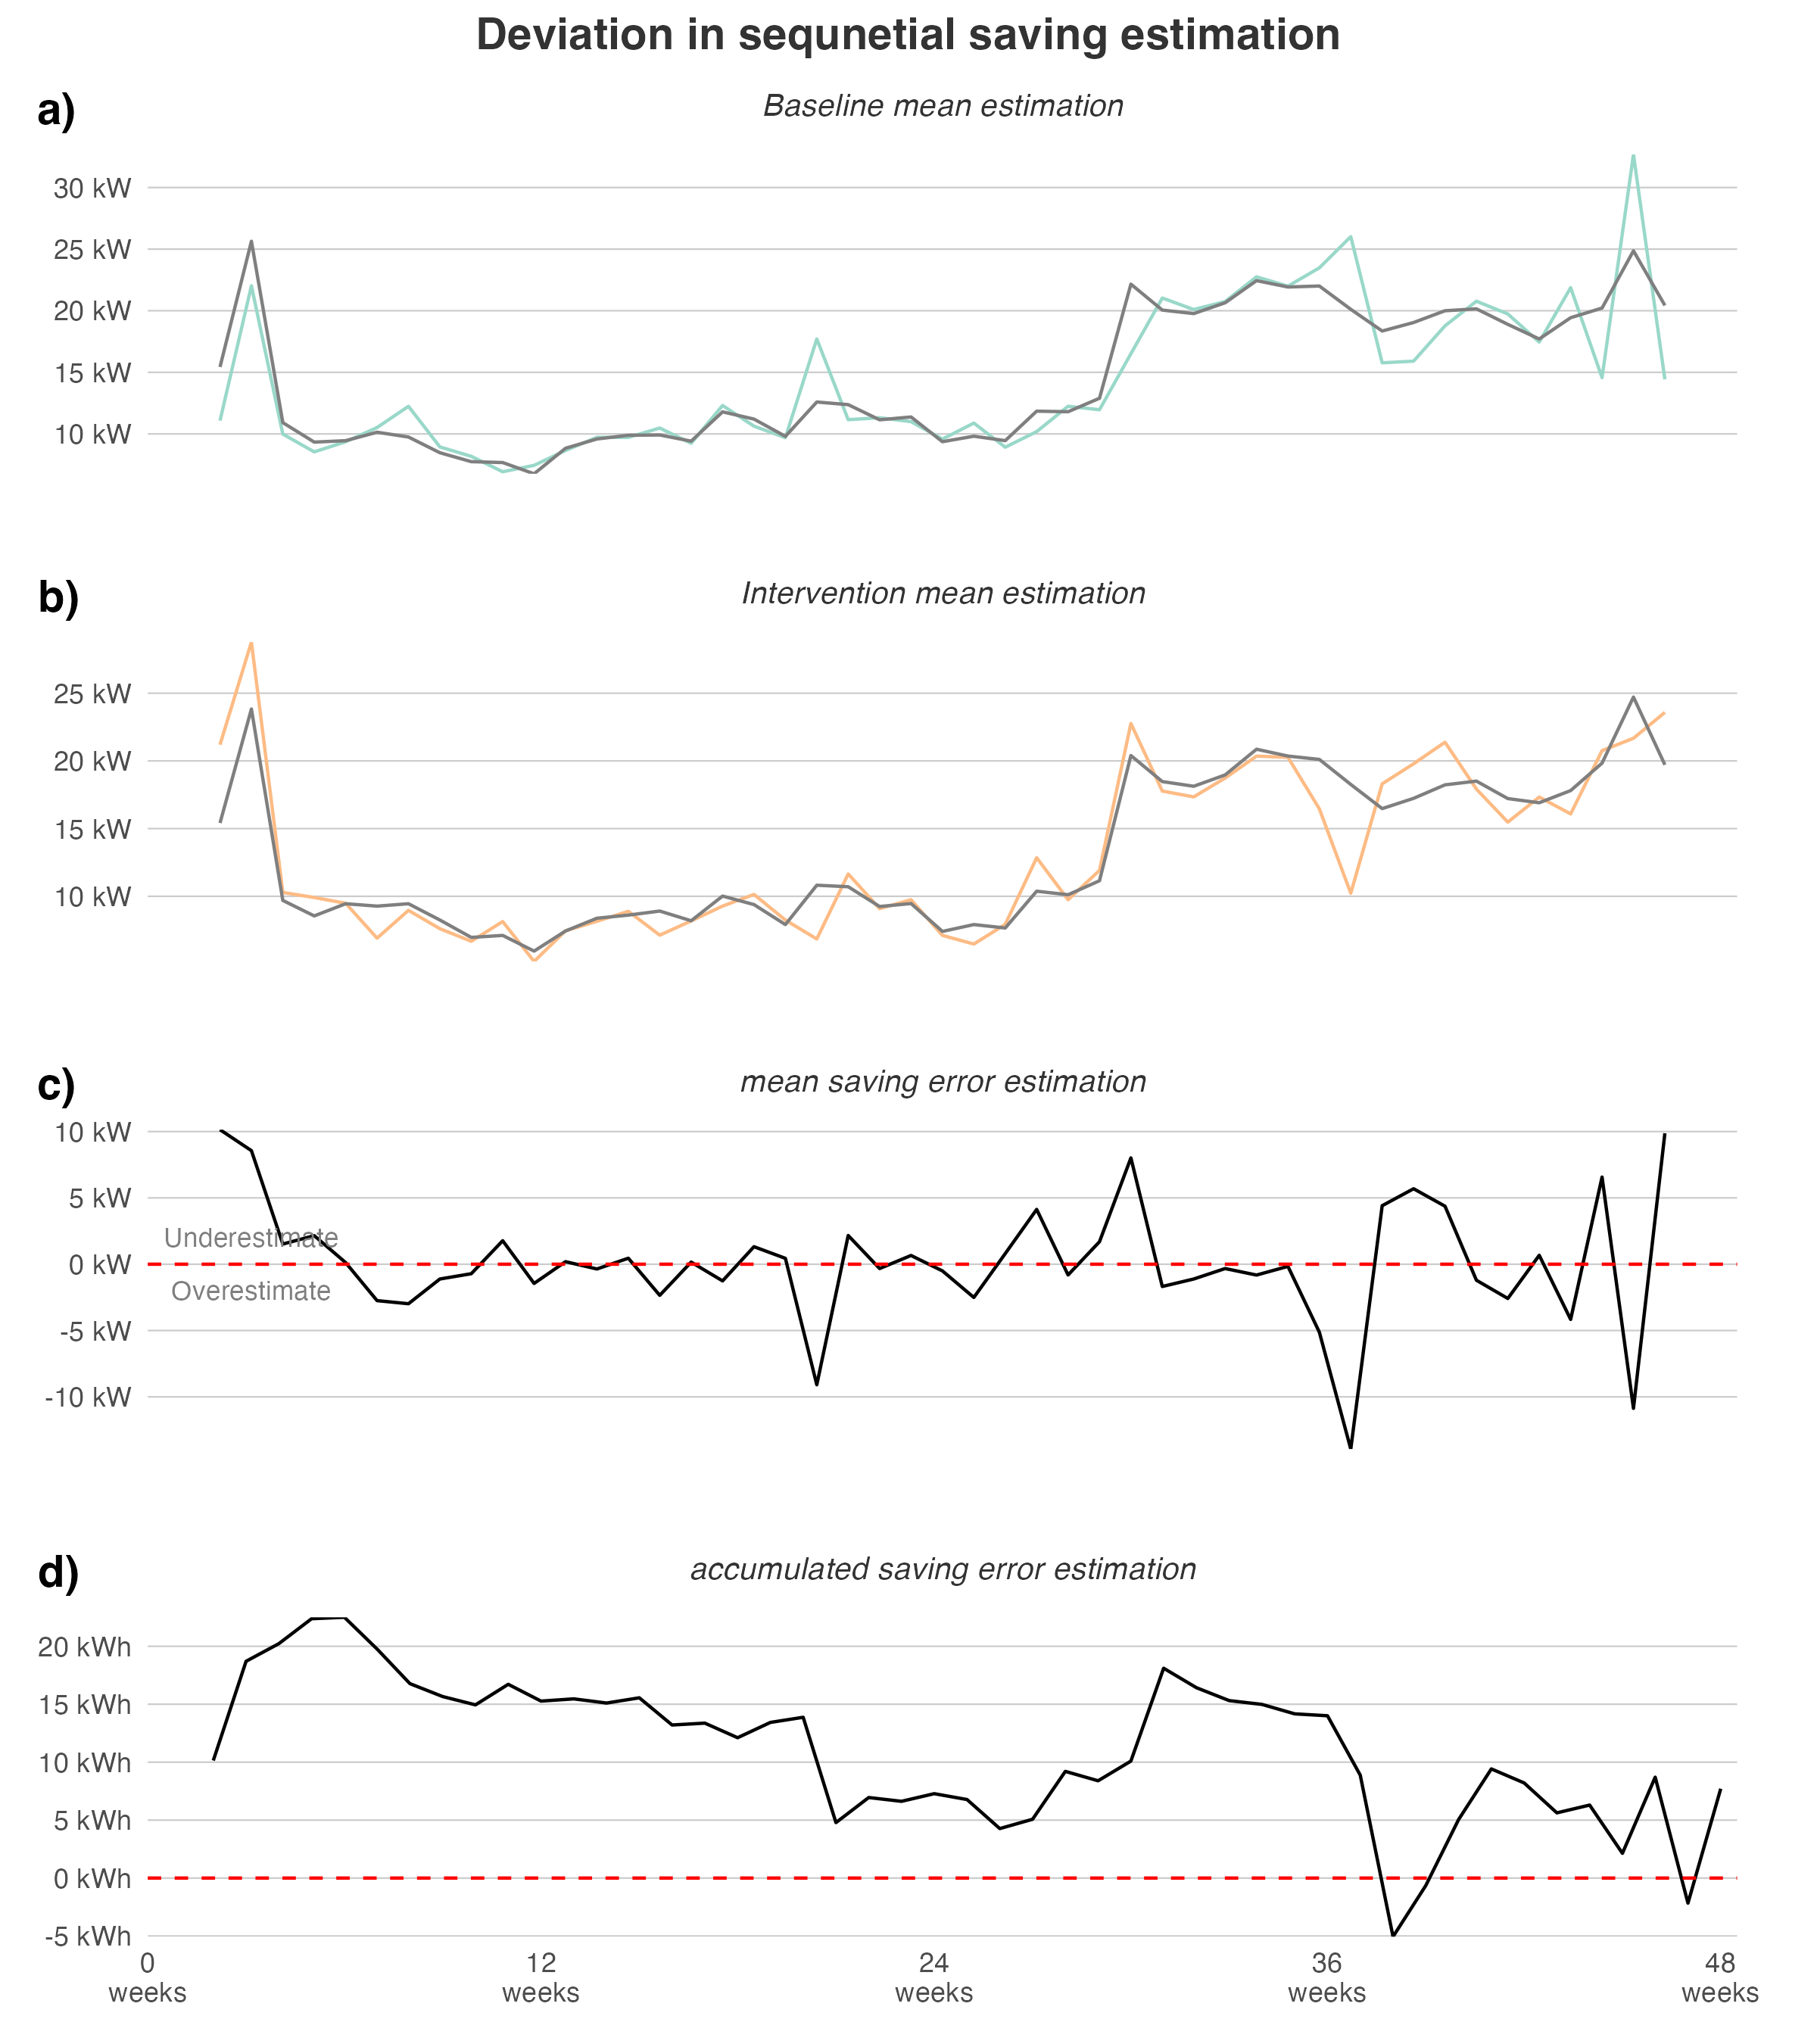 Deviation in sequnetial saving estimation
a)
Baseline mean estimation
30 kW
25 kW
20 kW
15 kW
10 kW
b)
Intervention mean estimation
25 kW
20 kW
15 kW
10 kW
c)
mean saving error estimation
10 kW
5 kW
Underestimate
0 kW
Overestimate
-5 kW
-10 kW
d)
accumulated saving error estimation
20 kWh
15 kWh
10 kWh
5 kWh
0 kWh
-5 kWh
0 12 24 36 48
weeks weeks weeks weeks weeks